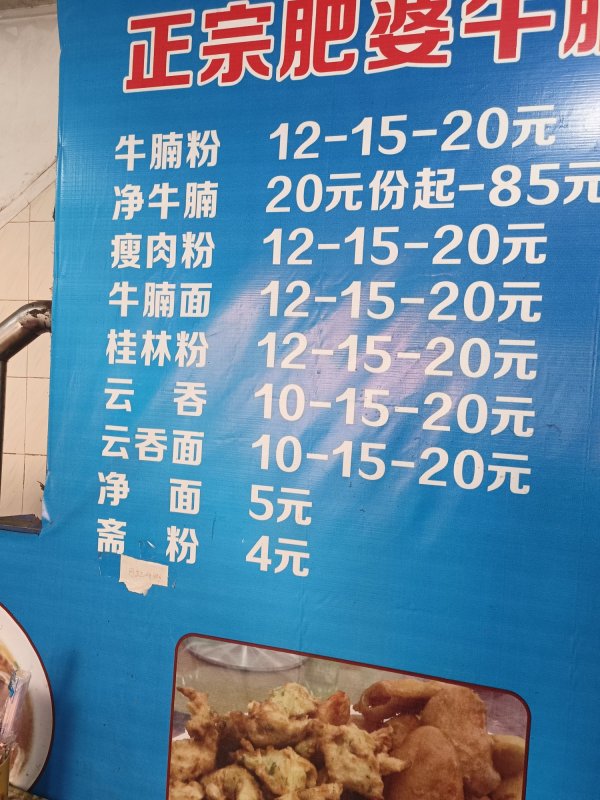 正宗肥婆牛腩
牛腩粉 12-15-20元
净牛腩 20元份起-85元
瘦肉粉 12-15-20元
牛腩面 12-15-20元
桂林粉 12-15-20元
云吞 10-15-20元
云吞面 10-15-20元
净面 5元
斋粉 4元